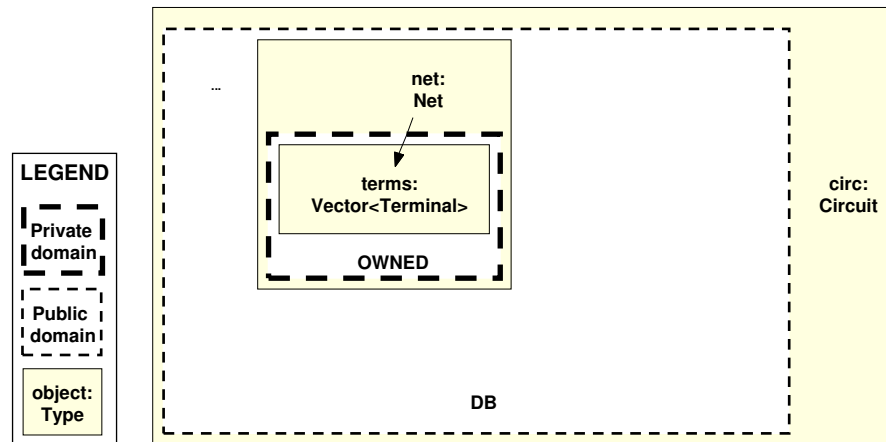 ...
net:
Net
terms:
Vector<Terminal>
OWNED
DB
circ:
Circuit
LEGEND
Private
domain
Public
domain
object:
Type